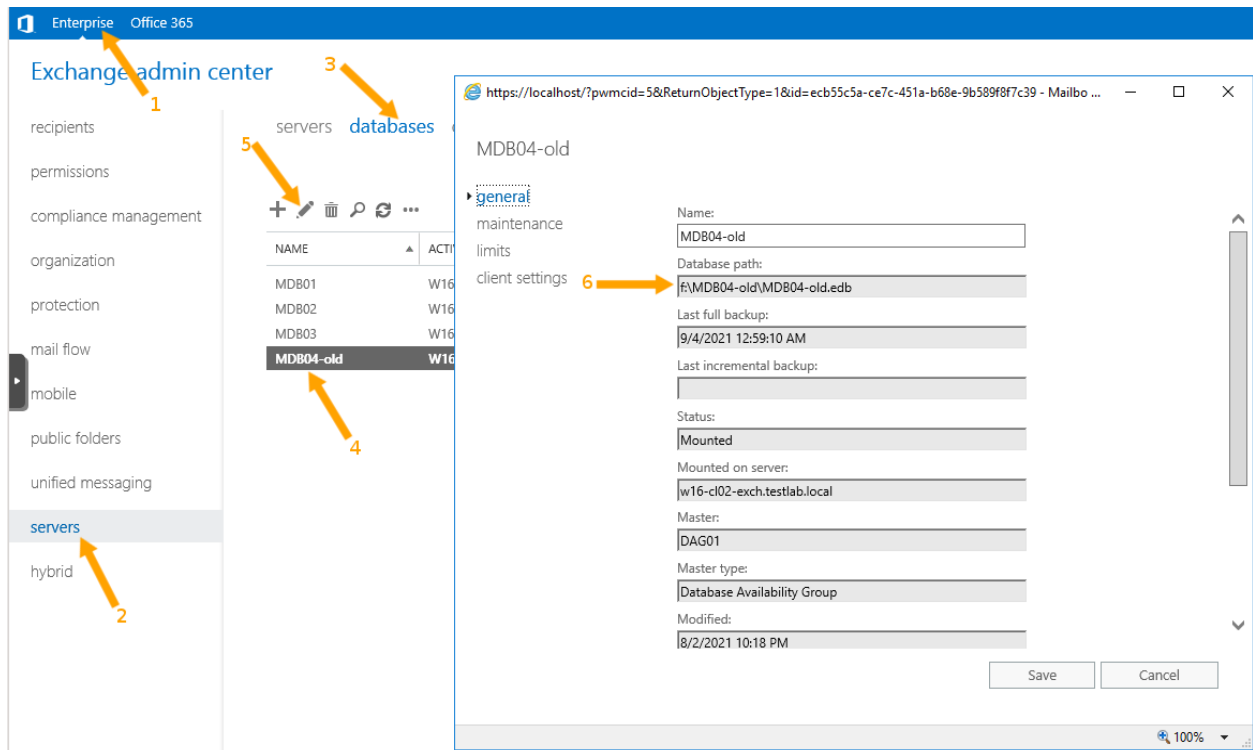 Enterprise Office 365
Exchange admin center
1
3
recipients
permissions
compliance management
organization
protection
mail flow
mobile
public folders
unified messaging
servers
hybrid
2
servers databases
5
NAME ACTI
MDB01 W16
MDB02 W16
MDB03 W16
MDB04-old W16
4
https://localhost/?pwmcid=5&ReturnObjectType=1&id=ecb55c5a-ce7c-451a-b68e-9b589f8f7c39 - Mailbo ...
MDB04-old
general
maintenance
limits
client settings
6
Name:
MDB04-old
Database path:
f:\MDB04-old\MDB04-old.edb
Last full backup:
9/4/2021 12:59:10 AM
Last incremental backup:
Status:
Mounted
Mounted on server:
w16-cl02-exch.testlab.local
Master:
DAG01
Master type:
Database Availability Group
Modified:
8/2/2021 10:18 PM
Save Cancel
100%